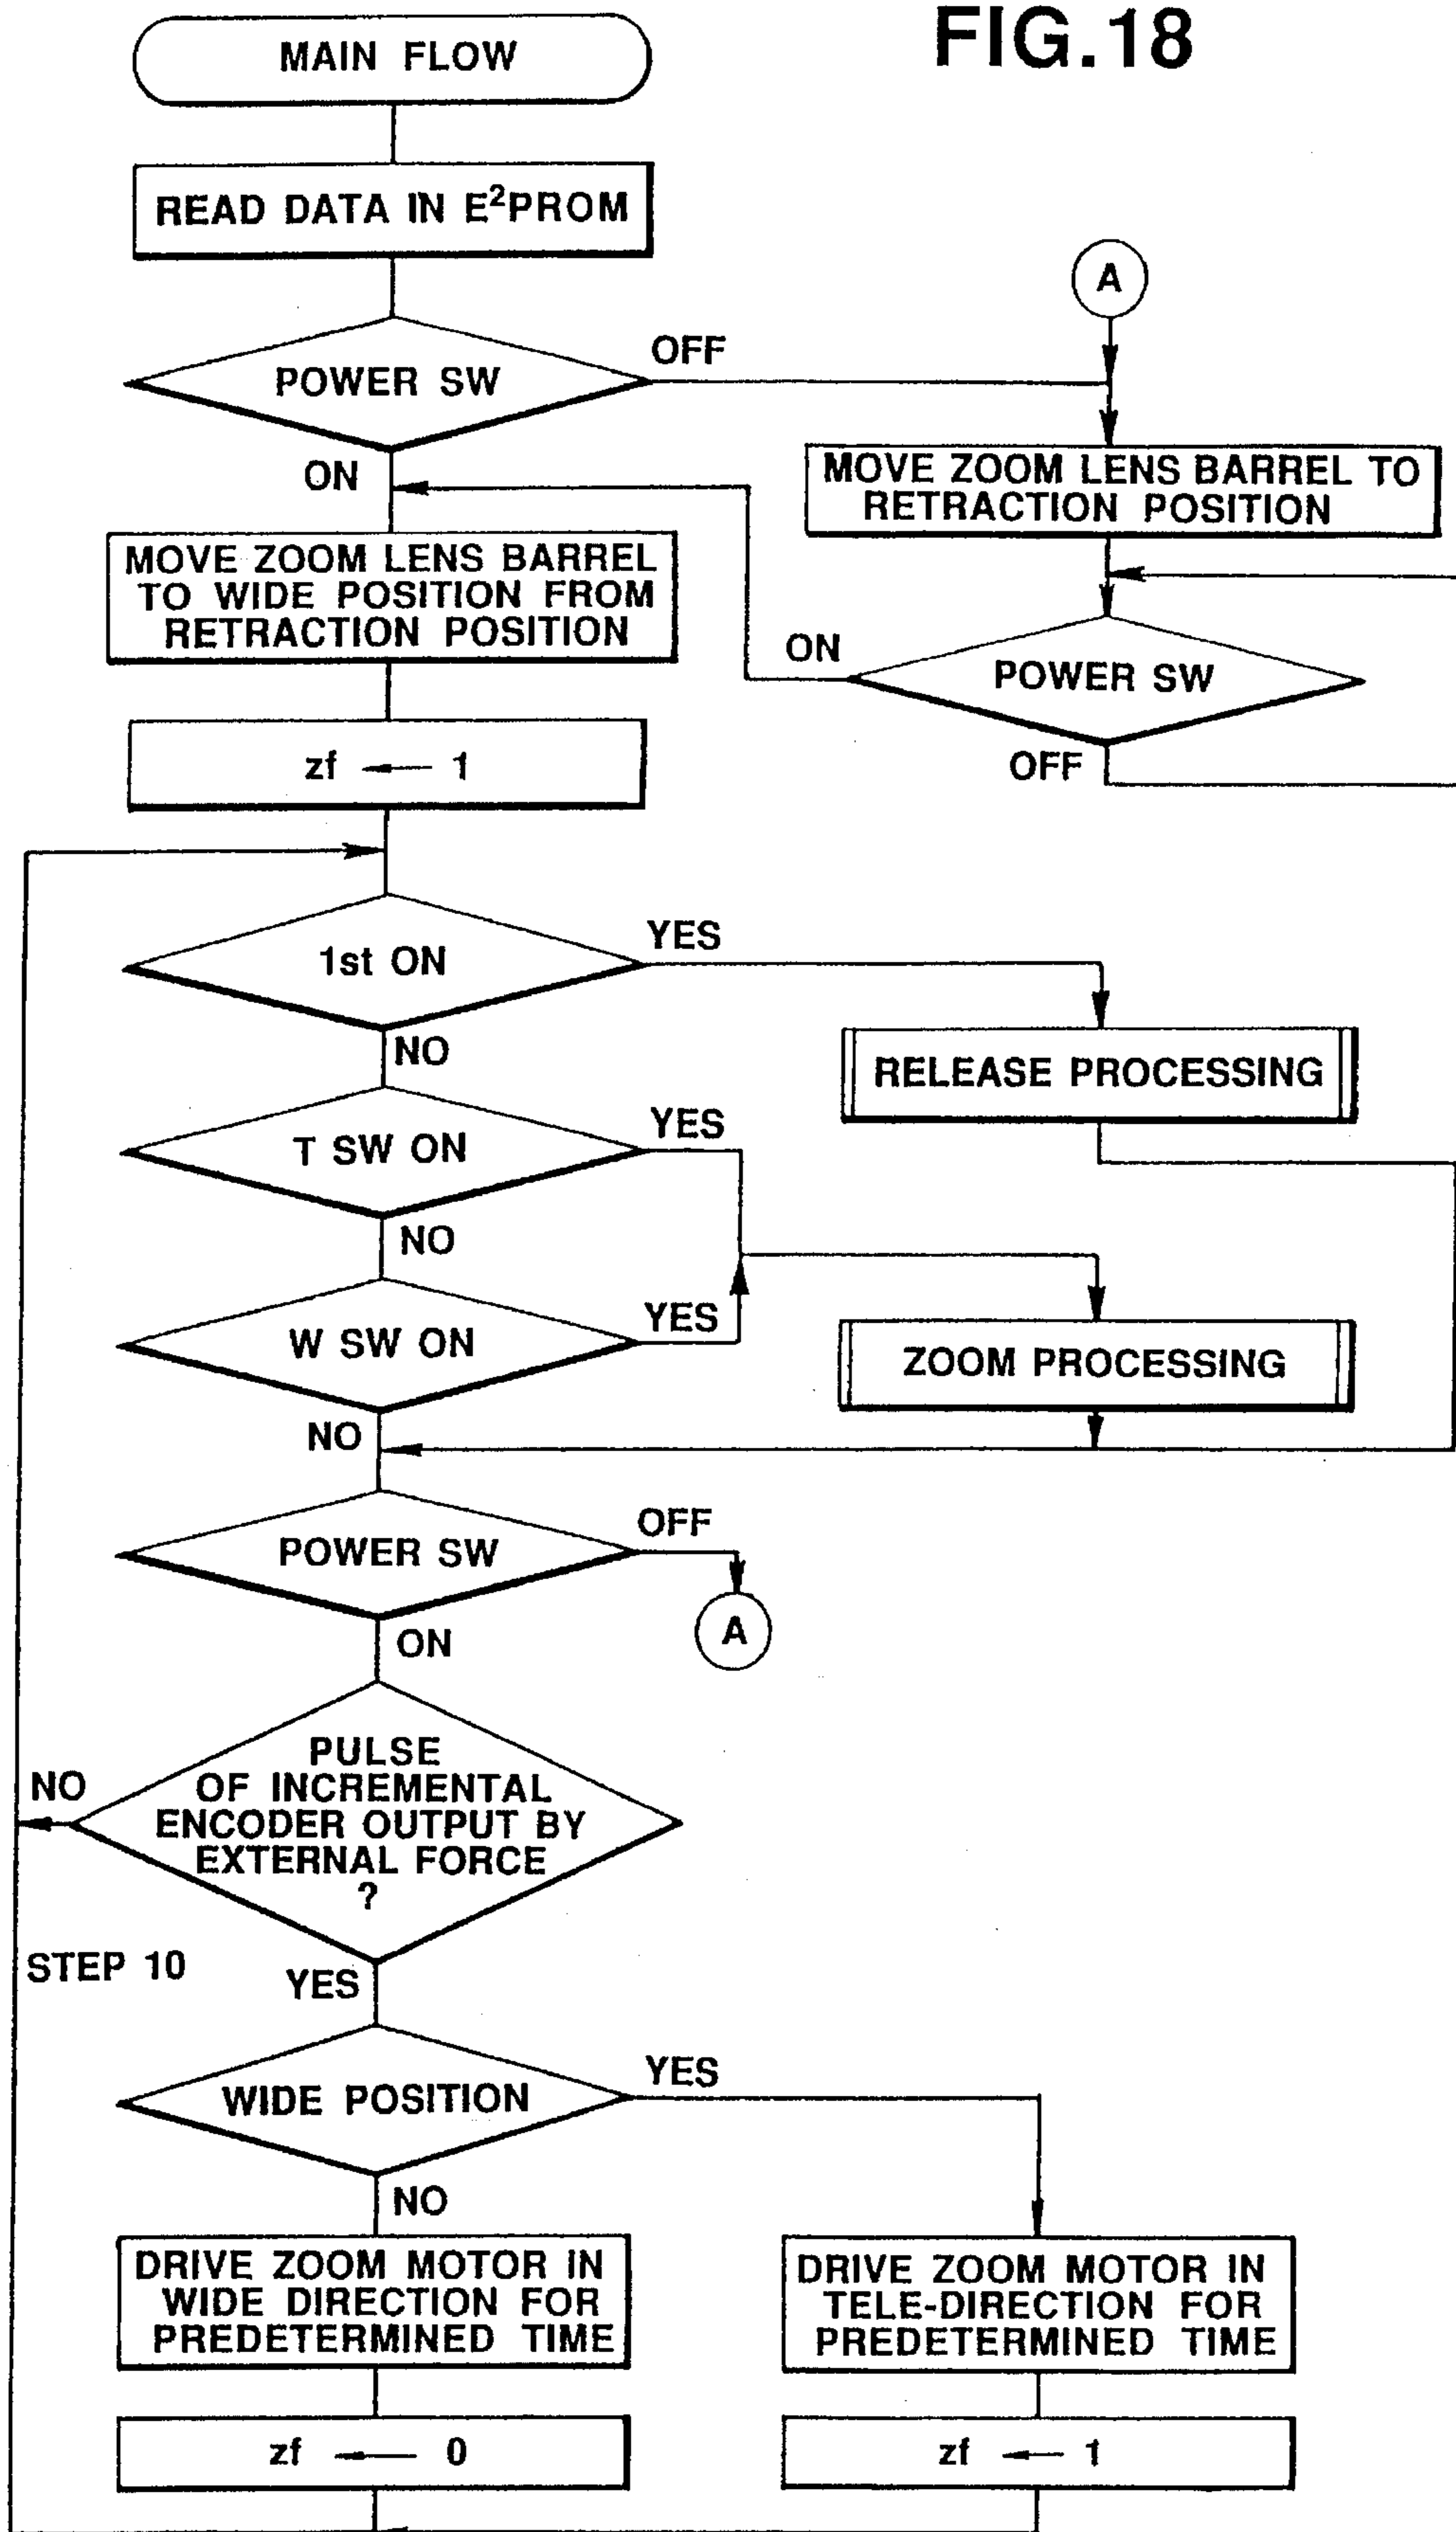 FIG.18
MAIN FLOW
READ DATA IN E²PROM
A
POWER SW
OFF
ON
MOVE ZOOM LENS BARREL TO
RETRACTION POSITION
MOVE ZOOM LENS BARREL
TO WIDE POSITION FROM
RETRACTION POSITION
ON
POWER SW
OFF
zf ← 1
1st ON
YES
NO
RELEASE PROCESSING
T SW ON
YES
NO
W SW ON
YES
ZOOM PROCESSING
NO
POWER SW
OFF
A
ON
PULSE
OF INCREMENTAL
ENCODER OUTPUT BY
EXTERNAL FORCE
?
NO
STEP 10
YES
WIDE POSITION
YES
NO
DRIVE ZOOM MOTOR IN
WIDE DIRECTION FOR
PREDETERMINED TIME
DRIVE ZOOM MOTOR IN
TELE-DIRECTION FOR
PREDETERMINED TIME
zf ← 0
zf ← 1